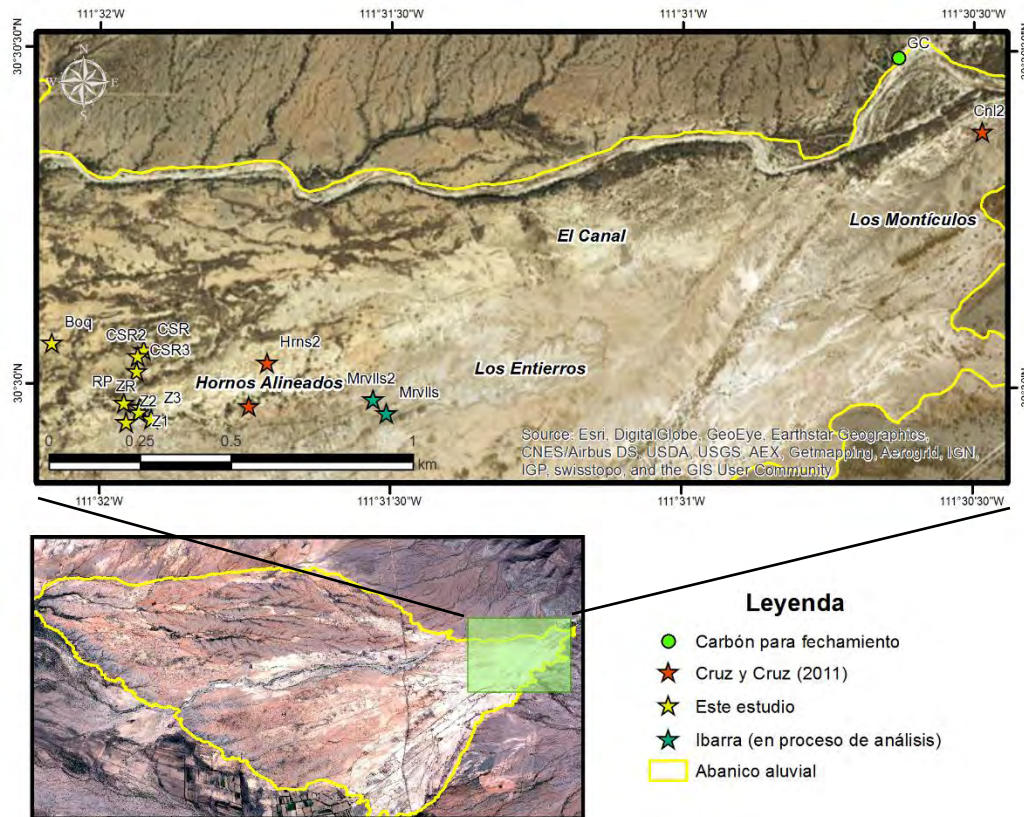 111°32'W 111°31'30"W 111°31'W 111°30'30"W
30°30'30"N
N
W E
S
GC
Cnl2
El Canal
Los Montículos
Boq
CSR2 CSR
CSR3
Hrns2
RP ZR
Z2 Z3
Z1
Hornos Alineados
Mrvlls2
Mrvlls
Los Entierros
30°30'N
0 0.25 0.5 1
km
Source: Esri, DigitalGlobe, GeoEye, Earthstar Geographics,
CNES/Airbus DS, USDA, USGS, AEX, Getmapping, Aerogrid, IGN,
IGP, swisstopo, and the GIS User Community
111°32'W 111°31'30"W 111°31'W 111°30'30"W
Leyenda
Carbón para fechamiento
Cruz y Cruz (2011)
Este estudio
Ibarra (en proceso de análisis)
Abanico aluvial